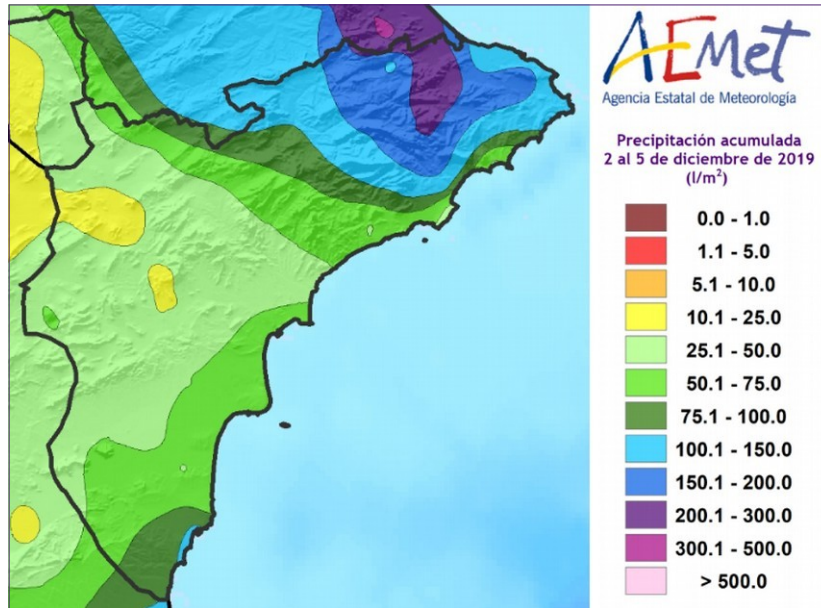 AEMet
Agencia Estatal de Meteorología
Precipitación acumulada
2 al 5 de diciembre de 2019
(l/m²)
0.0 - 1.0
1.1 - 5.0
5.1 - 10.0
10.1 - 25.0
25.1 - 50.0
50.1 - 75.0
75.1 - 100.0
100.1 - 150.0
150.1 - 200.0
200.1 - 300.0
300.1 - 500.0
> 500.0